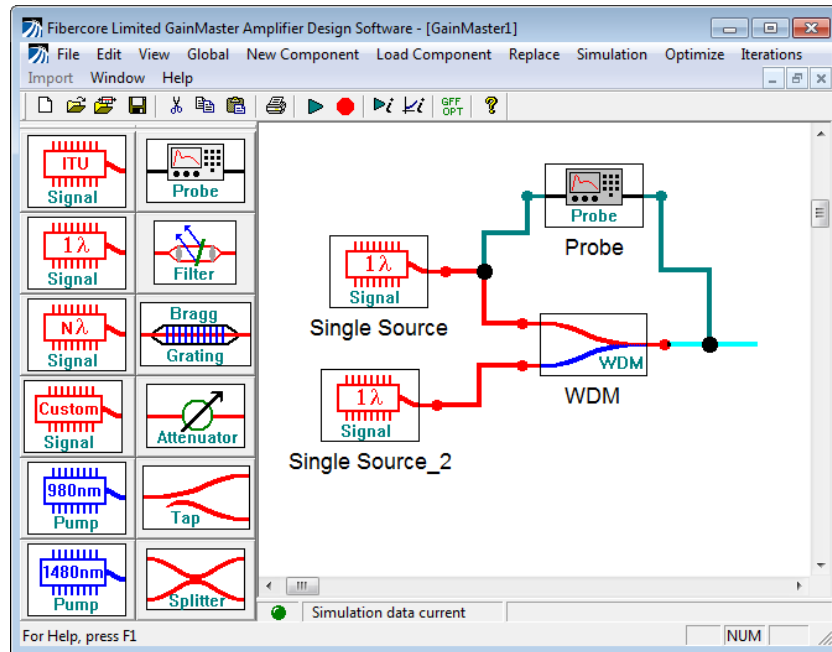 Fibercore Limited GainMaster Amplifier Design Software - [GainMaster1]
File Edit View Global New Component Load Component Replace Simulation Optimize Iterations
Import Window Help
GFF
OPT
ITU
Signal
Probe
1λ
Signal
Filter
Nλ
Signal
Bragg
Grating
Custom
Signal
Attenuator
980nm
Pump
Tap
1480nm
Pump
Splitter
Probe
Probe
1λ
Signal
Single Source
WDM
WDM
1λ
Signal
Single Source_2
Simulation data current
For Help, press F1
NUM